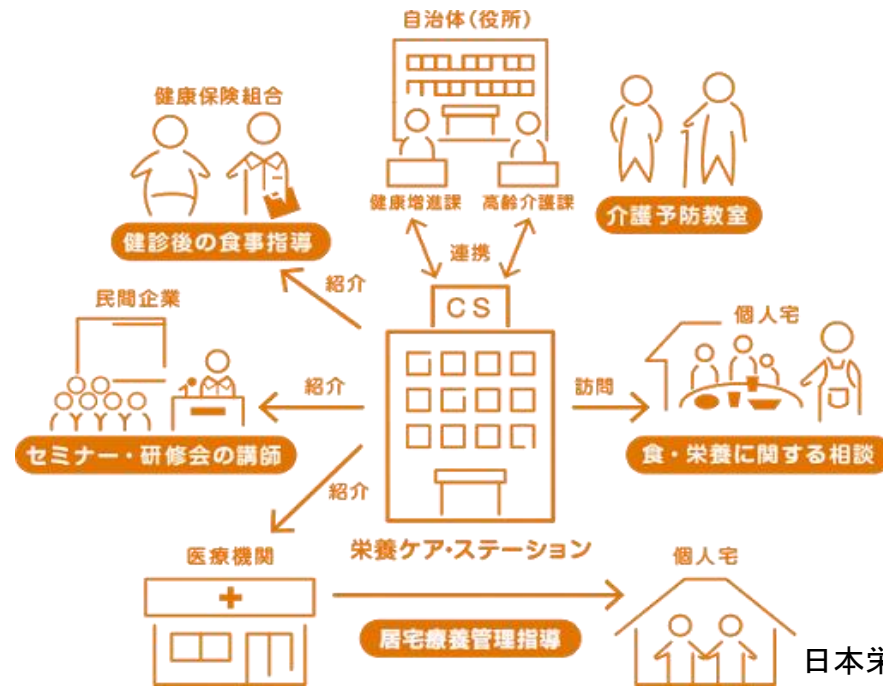 自治体(役所)
健康増進課
高齢介護課
連携
介護予防教室
健康保険組合
健診後の食事指導
紹介
民間企業
セミナー・研修会の講師
紹介
CS
訪問
個人宅
食・栄養に関する相談
紹介
栄養ケア・ステーション
医療機関
居宅療養管理指導
個人宅
日本栄